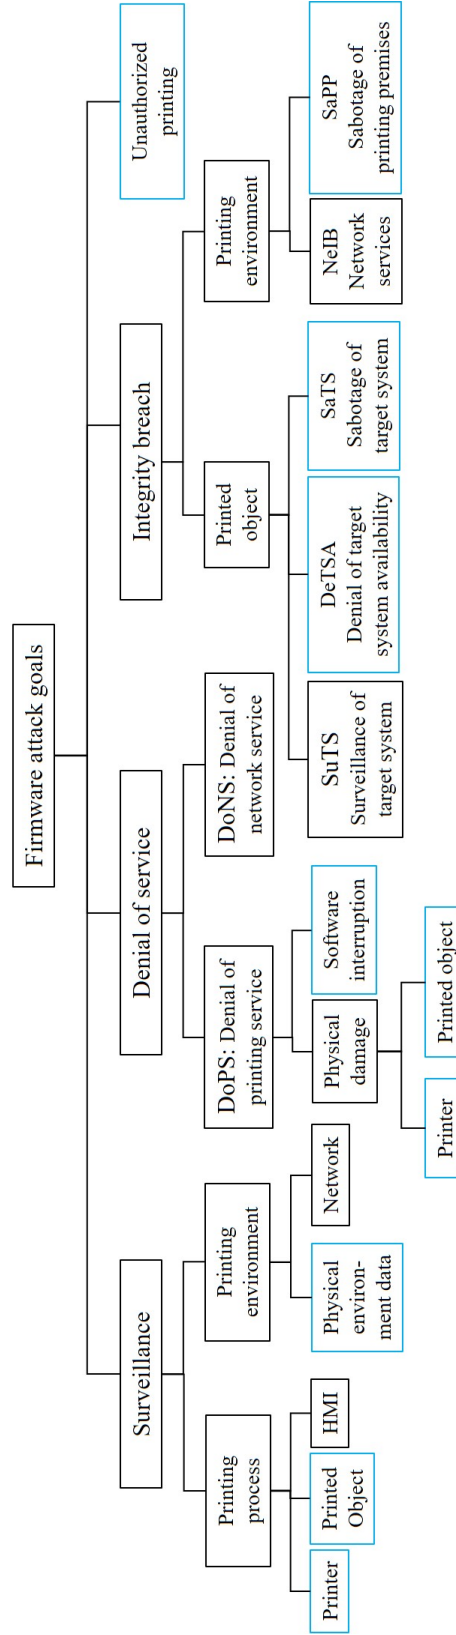 Firmware attack goals
Surveillance
Denial of service
Integrity breach
Unauthorized
printing
Printing
process
Printing
environment
DoPS: Denial of
printing service
DoNS: Denial of
network service
Printed
object
Printing
environment
Printer
Printed
Object
HMI
Physical
environ-
ment data
Network
Physical
damage
Software
interruption
SuTS
Surveillance of
target system
DeTSA
Denial of target
system availability
SaTS
Sabotage of
target system
NeIB
Network
services
SaPP
Sabotage of
printing premises
Printer
Printed object